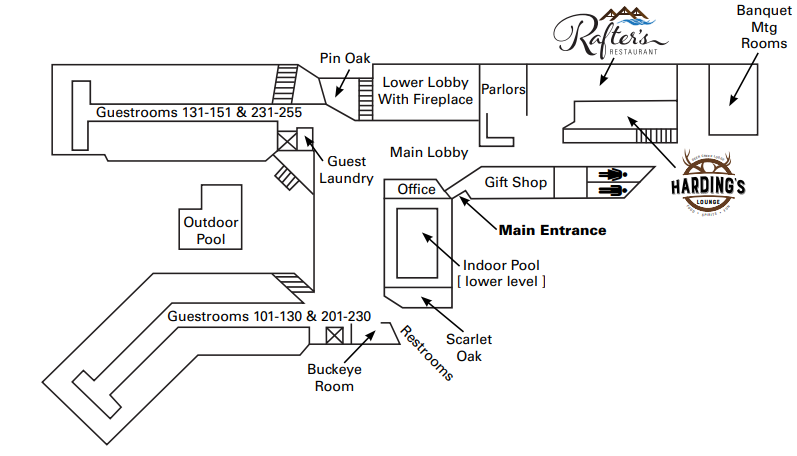 Rafter's
RESTAURANT
Banquet
Mtg
Rooms
Pin Oak
Lower Lobby
With Fireplace
Parlors
Guestrooms 131-151 & 231-255
Main Lobby
Guest
Laundry
Office
Gift Shop
HARDING'S
LOUNGE
Outdoor
Pool
Main Entrance
Indoor Pool
[ lower level ]
Guestrooms 101-130 & 201-230
Restrooms
Scarlet
Oak
Buckeye
Room